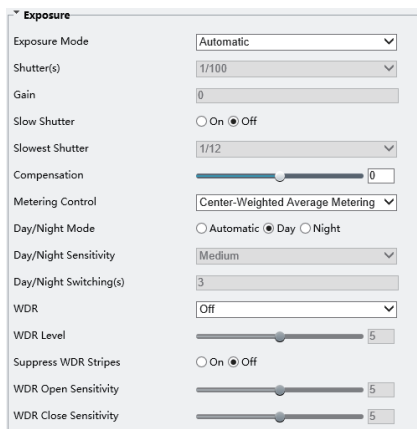 Exposure
Exposure Mode Automatic
Shutter(s) 1/100
Gain 0
Slow Shutter On Off
Slowest Shutter 1/12
Compensation 0
Metering Control Center-Weighted Average Metering
Day/Night Mode Automatic Day Night
Day/Night Sensitivity Medium
Day/Night Switching(s) 3
WDR Off
WDR Level 5
Suppress WDR Stripes On Off
WDR Open Sensitivity 5
WDR Close Sensitivity 5